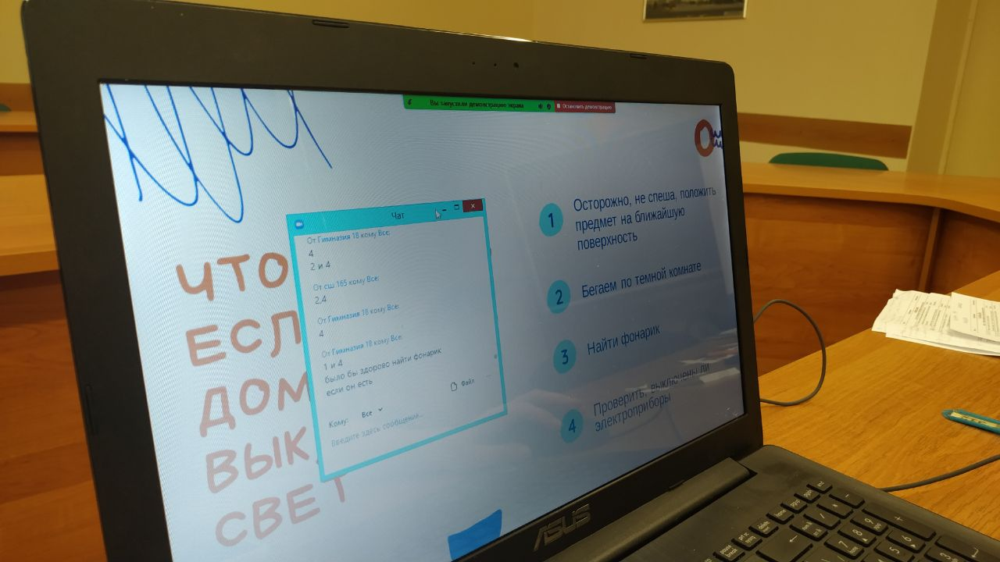 Вы запустили демонстрацию экрана
Остановить демонстрацию
Чат
От Гимназия 18 кому Все:
4
2 и 4
От сш 165 кому Все:
2,4
От Гимназия 18 кому Все:
4
От Гимназия 18 кому Все:
1 и 4
было бы здорово найти фонарик
если он есть
Файл
Кому: Все
Введите здесь сообщение...
ЧТО
ЕСЛ
ДОМ
ВЫК
СВЕТ
1
Осторожно, не спеша, положить
предмет на ближайшую
поверхность
2
Бегаем по темной комнате
3
Найти фонарик
4
Проверить, выключены ли
электроприборы
ASUS